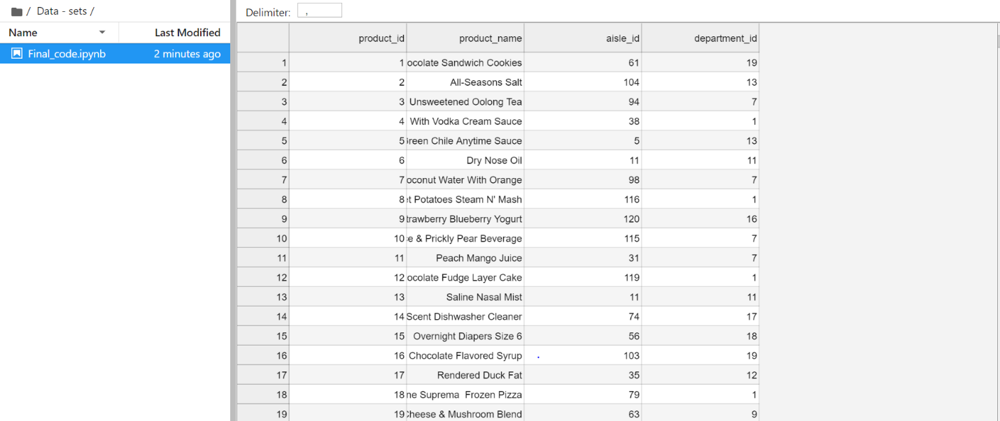 / Data - sets /
Delimiter: ,
Name Last Modified
Final_code.ipynb 2 minutes ago
product_id product_name aisle_id department_id
1 1 ocolate Sandwich Cookies 61 19
2 2 All-Seasons Salt 104 13
3 3 Unsweetened Oolong Tea 94 7
4 4 With Vodka Cream Sauce 38 1
5 5 Green Chile Anytime Sauce 5 13
6 6 Dry Nose Oil 11 11
7 7 oconut Water With Orange 98 7
8 8 et Potatoes Steam N' Mash 116 1
9 9 trawberry Blueberry Yogurt 120 16
10 10 se & Prickly Pear Beverage 115 7
11 11 Peach Mango Juice 31 7
12 12 ocolate Fudge Layer Cake 119 1
13 13 Saline Nasal Mist 11 11
14 14 Scent Dishwasher Cleaner 74 17
15 15 Overnight Diapers Size 6 56 18
16 16 Chocolate Flavored Syrup 103 19
17 17 Rendered Duck Fat 35 12
18 18 ne Suprema Frozen Pizza 79 1
19 19 Cheese & Mushroom Blend 63 9